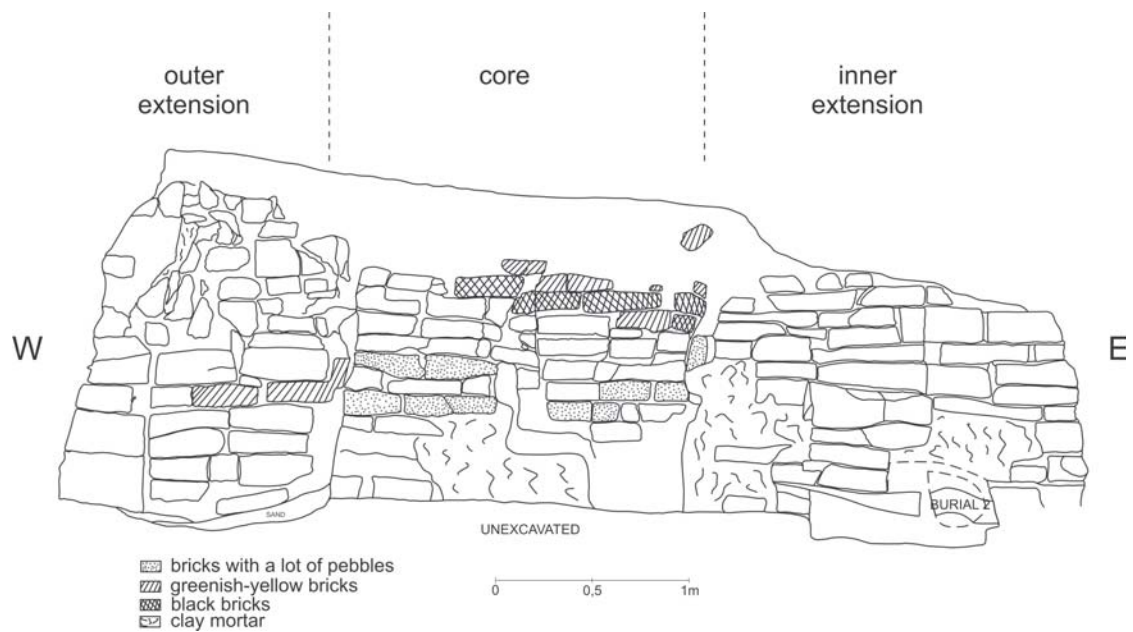 outer
extension
core
inner
extension
W
E
SAND
BURIAL 2
UNEXCAVATED
bricks with a lot of pebbles
greenish-yellow bricks
black bricks
clay mortar
0 0,5 1m